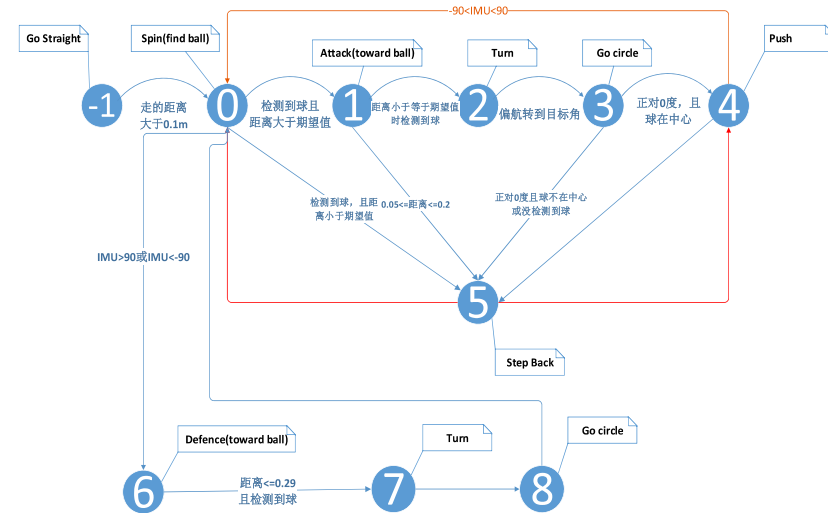 -90<IMU<90
Go Straight
Spin(find ball)
Attack(toward ball)
Turn
Go circle
Push
-1
0
1
2
3
4
走的距离
大于0.1m
检测到球且
距离大于期望值
距离小于等于期望值
时检测到球
偏航转到目标角
正对0度，且
球在中心
检测到球，且距
离小于期望值
0.05<=距离<=0.2
正对0度且球不在中心
或没检测到球
IMU>90或IMU<-90
5
Step Back
Defence(toward ball)
Turn
Go circle
6
距离<=0.29
且检测到球
7
8